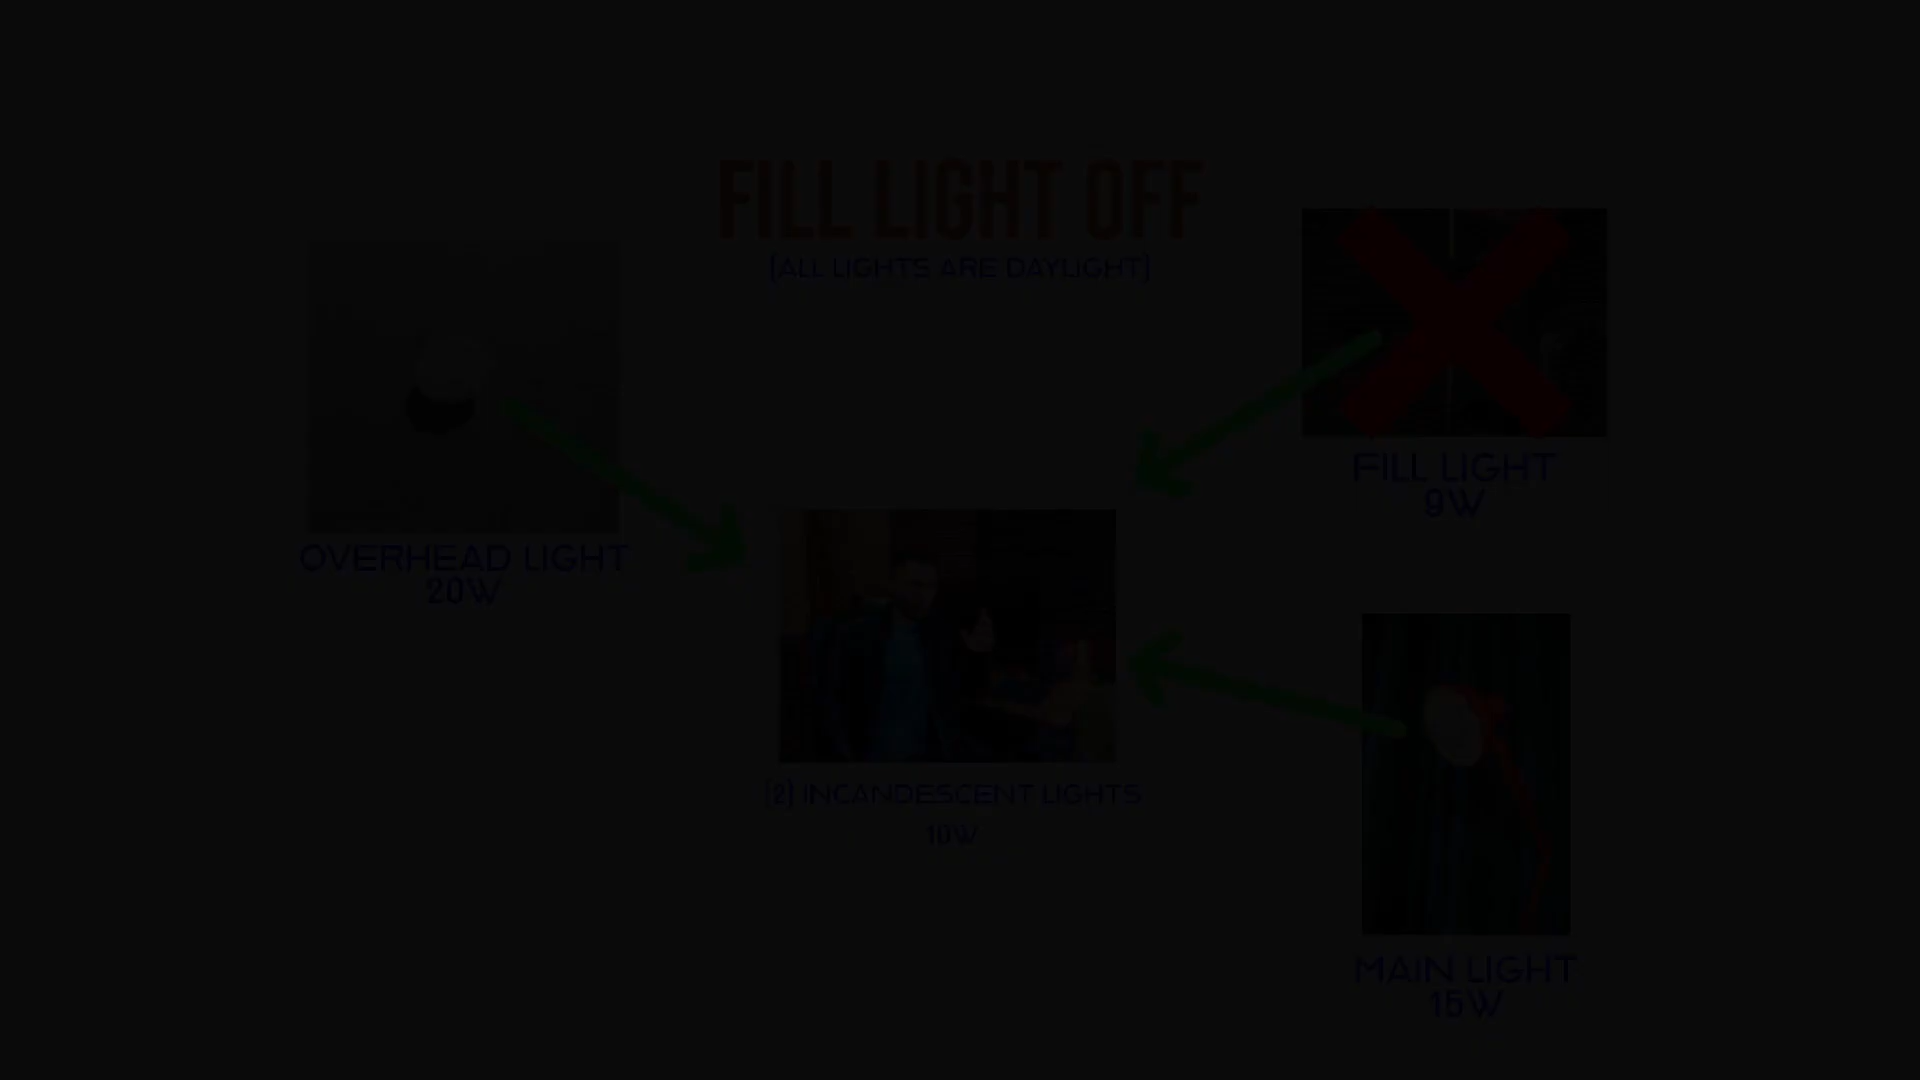 FILL LIGHT OFF
(ALL LIGHTS ARE DAYLIGHT)
FILL LIGHT
9W
OVERHEAD LIGHT
20W
(2) INCANDESCENT LIGHTS
10W
MAIN LIGHT
15W